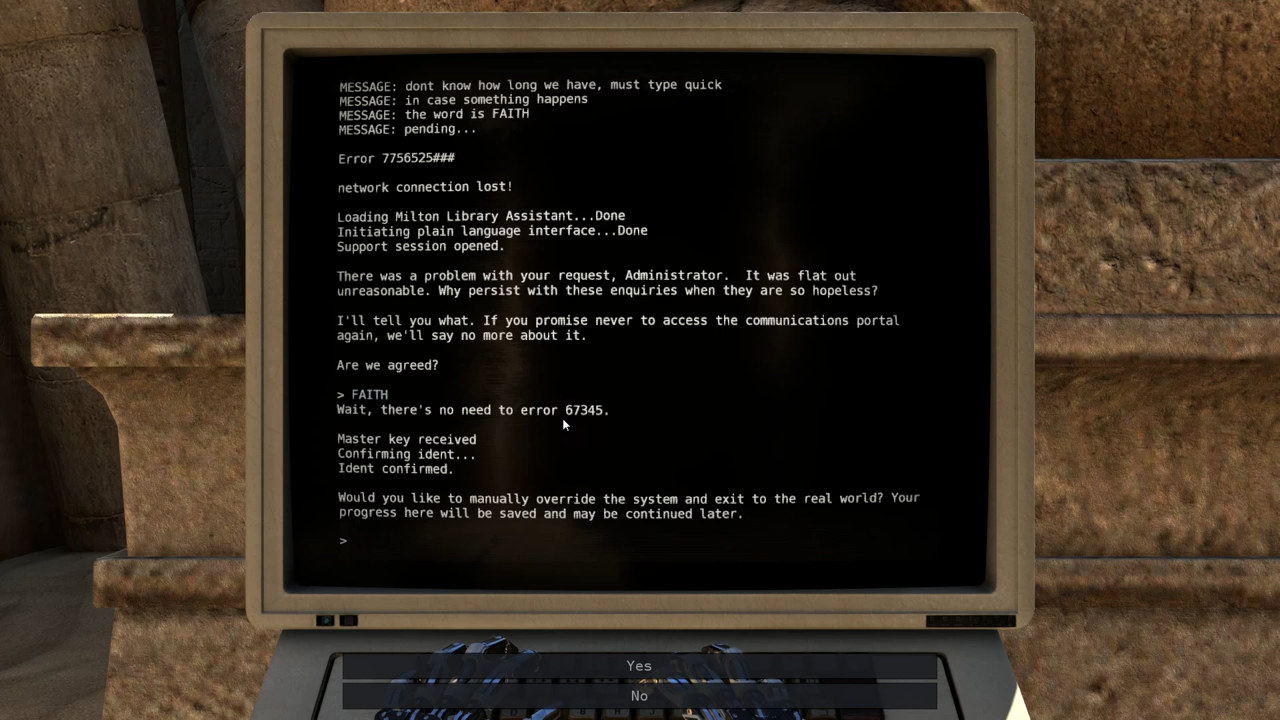 MESSAGE: dont know how long we have, must type quick
MESSAGE: in case something happens
MESSAGE: the word is FAITH
MESSAGE: pending...
Error 7756525###
network connection lost!
Loading Milton Library Assistant...Done
Initiating plain language interface...Done
Support session opened.
There was a problem with your request, Administrator.  It was flat out
unreasonable. Why persist with these enquiries when they are so hopeless?
I'll tell you what. If you promise never to access the communications portal
again, we'll say no more about it.
Are we agreed?
> FAITH
Wait, there's no need to error 67345.
Master key received
Confirming ident...
Ident confirmed.
Would you like to manually override the system and exit to the real world? Your
progress here will be saved and may be continued later.
>
Yes
No